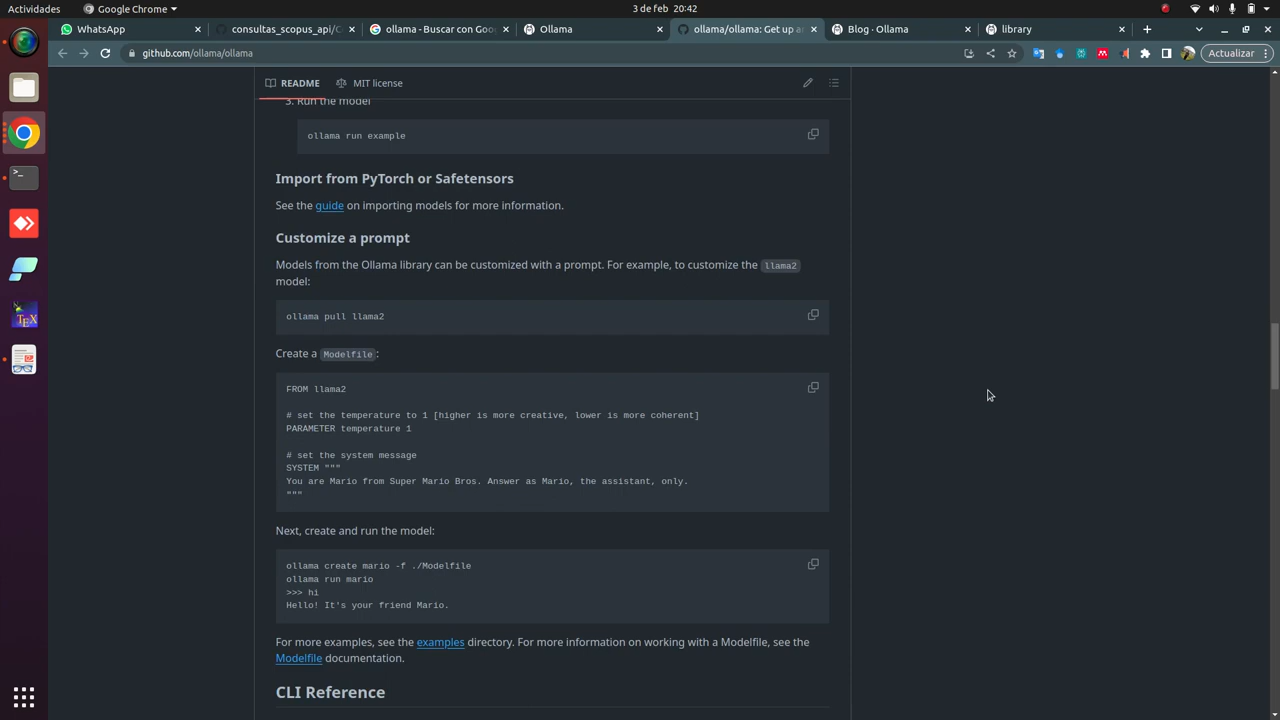 Actividades
Google Chrome
3 de feb 20:42
WhatsApp
consultas_scopus_api/C
ollama - Buscar con Goo
Ollama
ollama/ollama: Get up a
Blog · Ollama
library
github.com/ollama/ollama
Actualizar
README
MIT license
3. Run the model
ollama run example
Import from PyTorch or Safetensors
See the guide on importing models for more information.
Customize a prompt
Models from the Ollama library can be customized with a prompt. For example, to customize the llama2
model:
ollama pull llama2
Create a Modelfile:
FROM llama2
# set the temperature to 1 [higher is more creative, lower is more coherent]
PARAMETER temperature 1
# set the system message
SYSTEM """
You are Mario from Super Mario Bros. Answer as Mario, the assistant, only.
"""
Next, create and run the model:
ollama create mario -f ./Modelfile
ollama run mario
>>> hi
Hello! It's your friend Mario.
For more examples, see the examples directory. For more information on working with a Modelfile, see the
Modelfile documentation.
CLI Reference